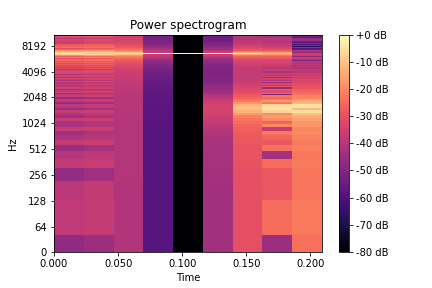 Power spectrogram
8192
4096
2048
1024
512
256
128
64
0
Hz
0.000 0.050 0.100 0.150 0.200
Time
+0 dB
-10 dB
-20 dB
-30 dB
-40 dB
-50 dB
-60 dB
-70 dB
-80 dB